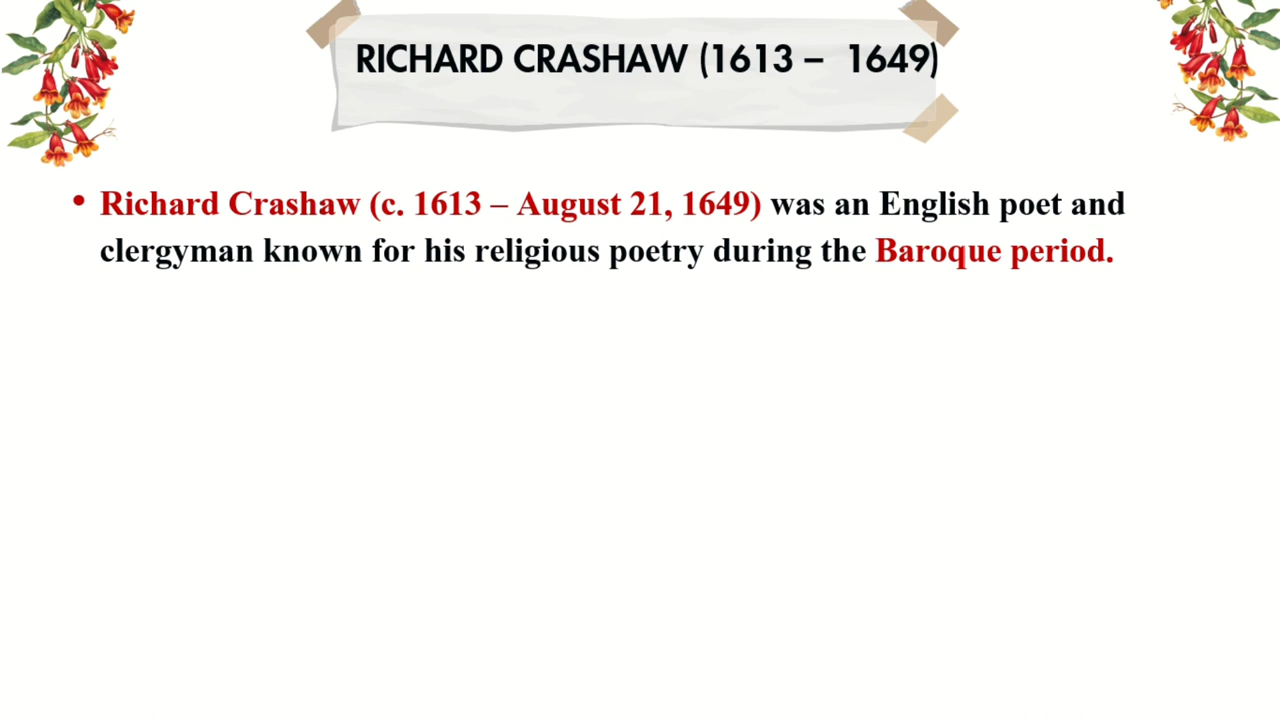 RICHARD CRASHAW (1613 – 1649)
• Richard Crashaw (c. 1613 – August 21, 1649) was an English poet and
clergyman known for his religious poetry during the Baroque period.